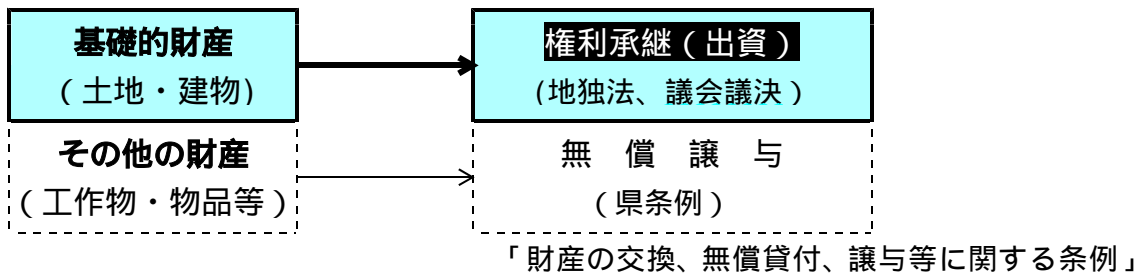 基礎的財産
（土地・建物)
権利承継（出資）
(地独法、議会議決）
その他の財産
（工作物・物品等）
無　償　譲　与
（県条例）
「財産の交換、無償貸付、譲与等に関する条例」